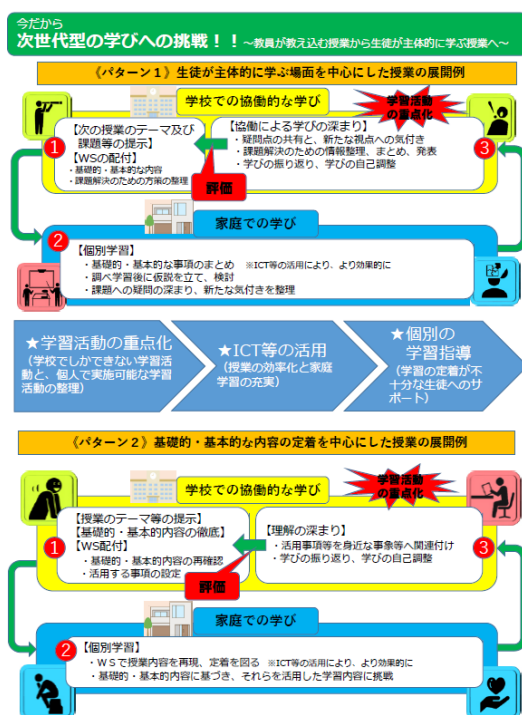 今だから
次世代型の学びへの挑戦！！～教員が教え込む授業から生徒が主体的に学ぶ授業へ～
《パターン１》生徒が主体的に学ぶ場面を中心にした授業の展開例
学校での協働的な学び
学習活動
の重点化
【次の授業のテーマ及び
課題等の提示】
【WSの配付】
・基礎的・基本的な内容
・課題解決のための方策の整理
1
【協働による学びの深まり】
・疑問点の共有と、新たな視点への気付き
・課題解決のための情報整理、まとめ、発表
・学びの振り返り、学びの自己調整
3
評価
家庭での学び
2
【個別学習】
・基礎的・基本的な事項のまとめ ※ICT等の活用により、より効果的に
・調べ学習後に仮説を立て、検討
・課題への疑問の深まり、新たな気付きを整理
★学習活動の重点化
（学校でしかできない学習活
動と、個人で実施可能な学習
活動の整理）
★ICT等の活用
（授業の効率化と家庭
学習の充実）
★個別の
学習指導
（学習の定着が不
十分な生徒へのサ
ポート）
《パターン２》基礎的・基本的な内容の定着を中心にした授業の展開例
学校での協働的な学び
学習活動
の重点化
【授業のテーマ等の提示】
【基礎的・基本的内容の徹底】
【WS配付】
・基礎的・基本的内容の再確認
・活用する事項の設定
1
【理解の深まり】
・活用事項等を身近な事象等へ関連付け
・学びの振り返り、学びの自己調整
3
評価
家庭での学び
2
【個別学習】
・ＷＳで授業内容を再現、定着を図る ※ICT等の活用により、より効果的に
・基礎的・基本的内容に基づき、それらを活用した学習内容に挑戦